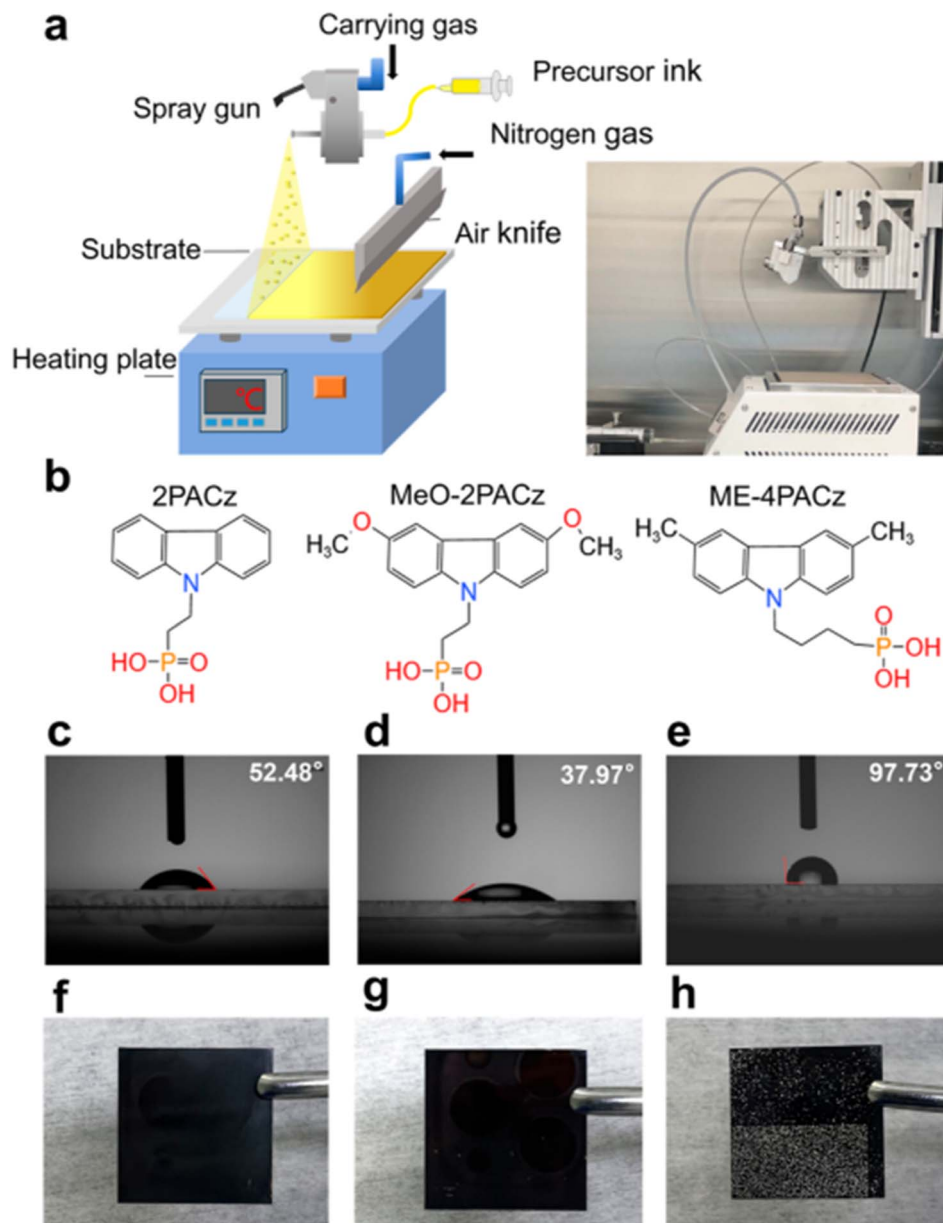 a
Carrying gas
Spray gun
Precursor ink
Nitrogen gas
Substrate
Air knife
Heating plate
°C
b
2PACz
MeO-2PACz
ME-4PACz
H₃C
O
O
CH₃
H₃C
CH₃
N
N
N
HO
P
O
OH
HO
P
O
OH
O
P
OH
OH
c
d
e
52.48°
37.97°
97.73°
f
g
h